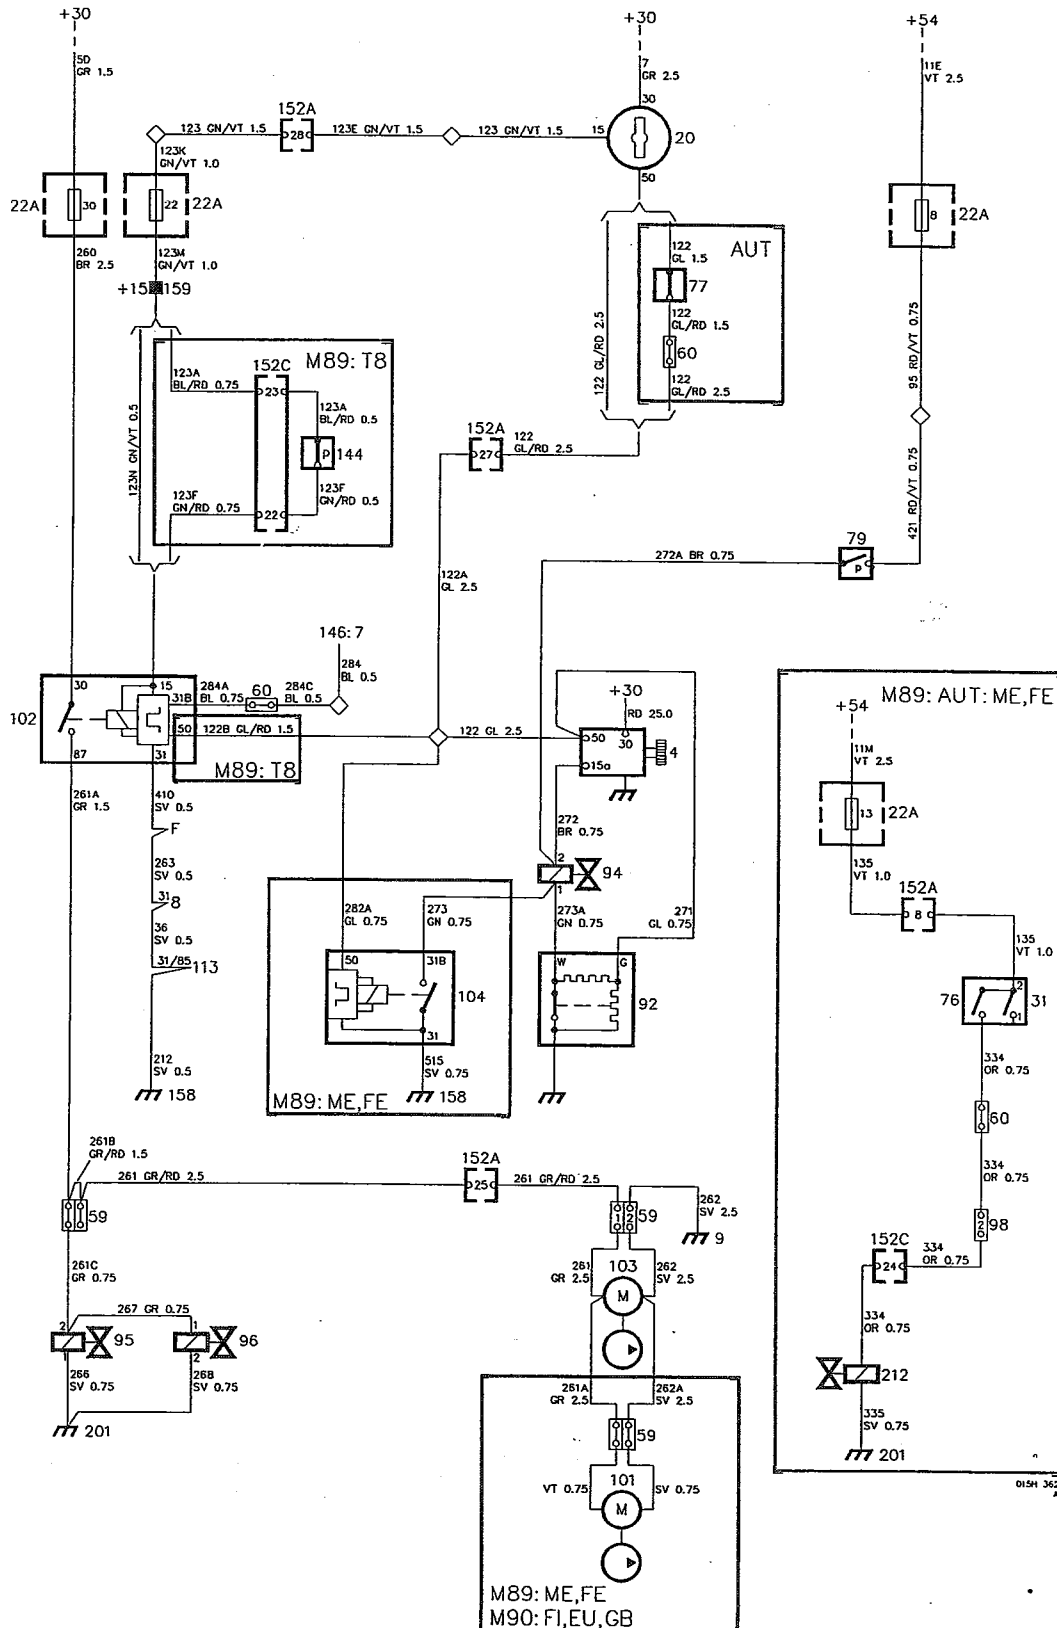 +30
+30
+54
5D
GR 1.5
7
GR 2.5
11E
VT 2.5
30
152A
123 GN/VT 1.5
28
123E GN/VT 1.5
123 GN/VT 1.5
15
20
50
123K
GN/VT 1.0
22A
30
22
22A
8
22A
260
BR 2.5
123M
GN/VT 1.0
+15
159
122
GL 1.5
AUT
77
122
GL/RD 1.5
60
122
GL/RD 2.5
122 GL/RD 2.5
95 RD/VT 0.75
M89: T8
152C
123A
BL/RD 0.75
23
123A
BL/RD 0.5
P
144
123F
GN/RD 0.75
22
123F
GN/RD 0.5
123N GN/VT 0.5
152A
27
122
GL/RD 2.5
421 RD/VT 0.75
79
P
272A BR 0.75
122A
GL 2.5
146:7
284
BL 0.5
30
15
31B
284A
BL 0.75
60
284C
BL 0.5
102
50
122B GL/RD 1.5
122 GL 2.5
87
31
M89: T8
+30
RD 25.0
50
30
4
15a
M89: AUT: ME,FE
+54
11M
VT 2.5
13
22A
261A
GR 1.5
410
SV 0.5
F
263
SV 0.5
31
8
36
SV 0.5
31/85
113
212
SV 0.5
158
272
BR 0.75
2
94
1
282A
GL 0.75
273
GN 0.75
273A
GN 0.75
271
GL 0.75
50
31B
104
31
515
SV 0.75
158
M89: ME,FE
W
G
92
135
VT 1.0
152A
8
135
VT 1.0
76
2
31
1
334
OR 0.75
60
334
OR 0.75
2
98
152C
24
334
OR 0.75
334
OR 0.75
212
335
SV 0.75
201
015H 362
A
261B
GR/RD 1.5
261 GR/RD 2.5
152A
25
261 GR/RD 2.5
59
1
2
59
262
SV 2.5
9
261C
GR 0.75
267 GR 0.75
2
95
1
1
96
2
266
SV 0.75
268
SV 0.75
201
261
GR 2.5
103
262
SV 2.5
M
261A
GR 2.5
262A
SV 2.5
59
VT 0.75
101
SV 0.75
M
M89: ME,FE
M90: FI,EU,GB